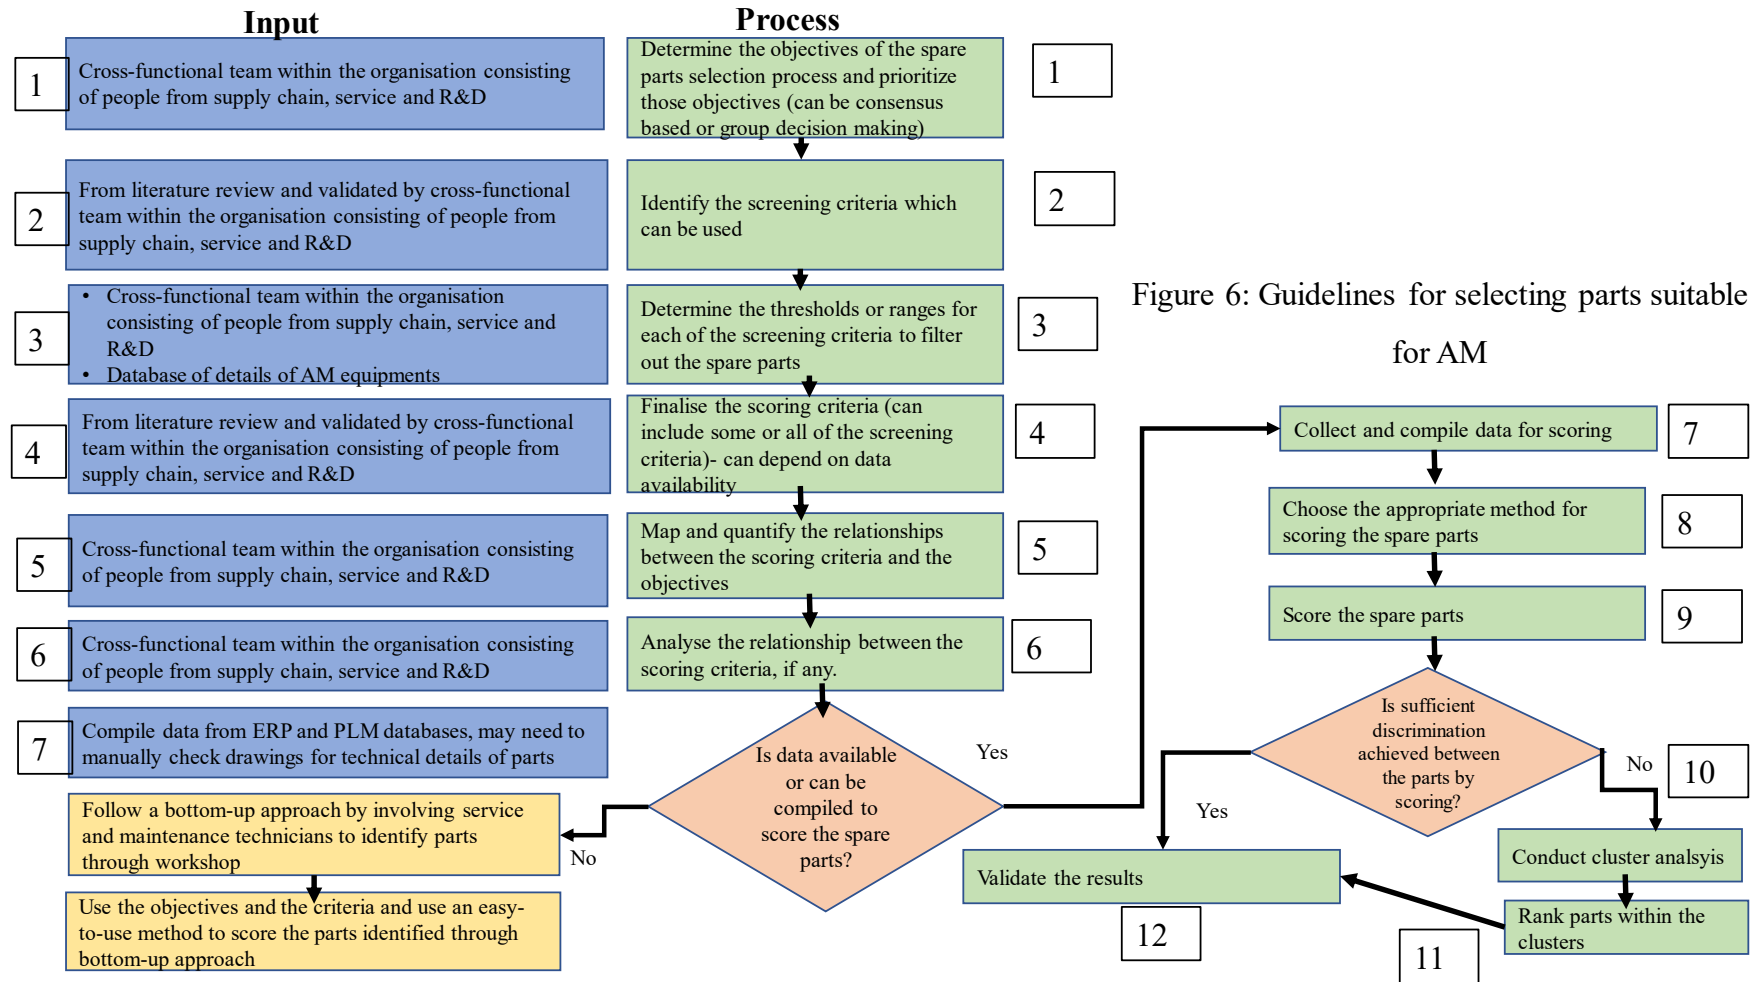 Input
Process
1
Cross-functional team within the organisation consisting
of people from supply chain, service and R&D
Determine the objectives of the spare
parts selection process and prioritize
those objectives (can be consensus
based or group decision making)
1
2
From literature review and validated by cross-functional
team within the organisation consisting of people from
supply chain, service and R&D
Identify the screening criteria which
can be used
2
3
• Cross-functional team within the organisation
consisting of people from supply chain, service and
R&D
• Database of details of AM equipments
Determine the thresholds or ranges for
each of the screening criteria to filter
out the spare parts
3
Figure 6: Guidelines for selecting parts suitable
for AM
4
From literature review and validated by cross-functional
team within the organisation consisting of people from
supply chain, service and R&D
Finalise the scoring criteria (can
include some or all of the screening
criteria)- can depend on data
availability
4
5
Cross-functional team within the organisation consisting
of people from supply chain, service and R&D
Map and quantify the relationships
between the scoring criteria and the
objectives
5
6
Cross-functional team within the organisation consisting
of people from supply chain, service and R&D
Analyse the relationship between the
scoring criteria, if any.
6
7
Compile data from ERP and PLM databases, may need to
manually check drawings for technical details of parts
Is data available
or can be
compiled to
score the spare
parts?
Yes
No
Follow a bottom-up approach by involving service
and maintenance technicians to identify parts
through workshop
Use the objectives and the criteria and use an easy-
to-use method to score the parts identified through
bottom-up approach
Collect and compile data for scoring
7
Choose the appropriate method for
scoring the spare parts
8
Score the spare parts
9
Is sufficient
discrimination
achieved between
the parts by
scoring?
No
10
Yes
Conduct cluster analsyis
Rank parts within the
clusters
11
Validate the results
12